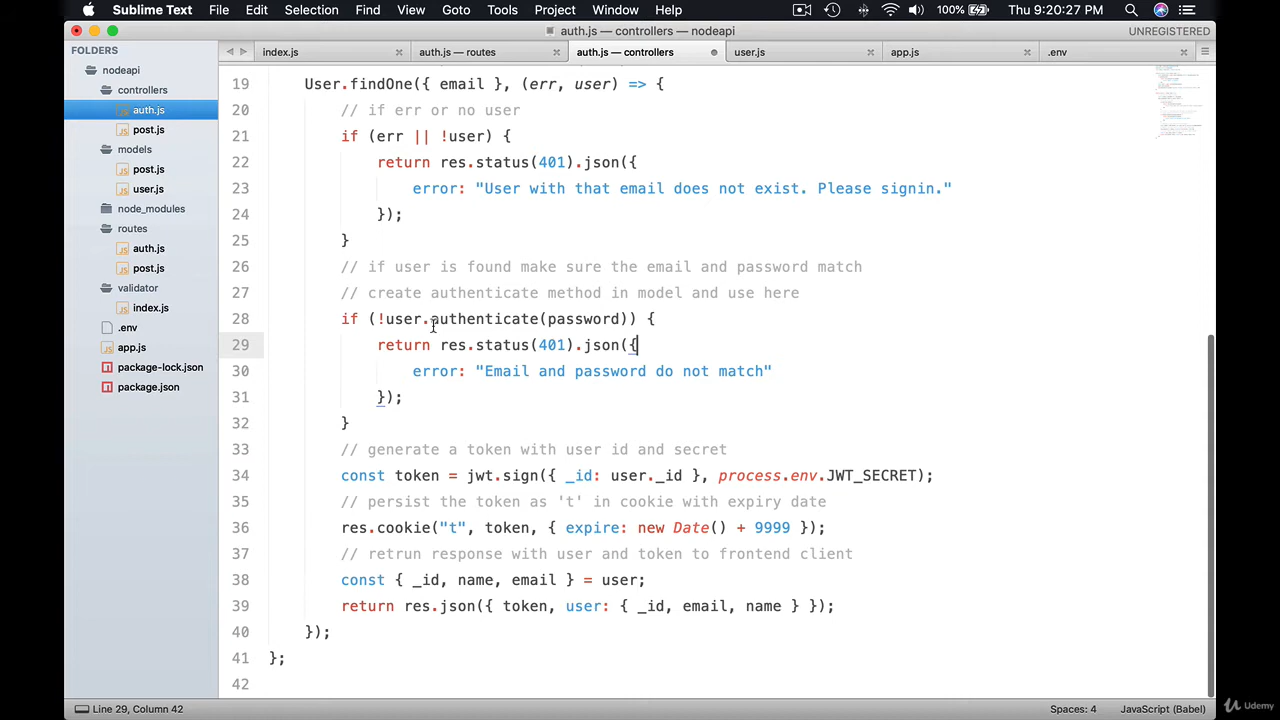 Sublime Text File Edit Selection Find View Goto Tools Project Window Help 100% Thu 9:20:27 PM
auth.js — controllers — nodeapi UNREGISTERED
FOLDERS
nodeapi
controllers
auth.js
post.js
models
post.js
user.js
node_modules
routes
auth.js
post.js
validator
index.js
.env
app.js
package-lock.json
package.json
index.js auth.js — routes auth.js — controllers user.js app.js .env
19 User.findOne({ }, (err, user) => {
20 // if err or user
21 if (err || !user) {
22 return res.status(401).json({
23 error: "User with that email does not exist. Please signin."
24 });
25 }
26 // if user is found make sure the email and password match
27 // create authenticate method in model and use here
28 if (!user.authenticate(password)) {
29 return res.status(401).json({
30 error: "Email and password do not match"
31 });
32 }
33 // generate a token with user id and secret
34 const token = jwt.sign({ _id: user._id }, process.env.JWT_SECRET);
35 // persist the token as 't' in cookie with expiry date
36 res.cookie("t", token, { expire: new Date() + 9999 });
37 // retrun response with user and token to frontend client
38 const { _id, name, email } = user;
39 return res.json({ token, user: { _id, email, name } });
40 });
41 };
42
Line 29, Column 42 Spaces: 4 JavaScript (Babel)
Udemy